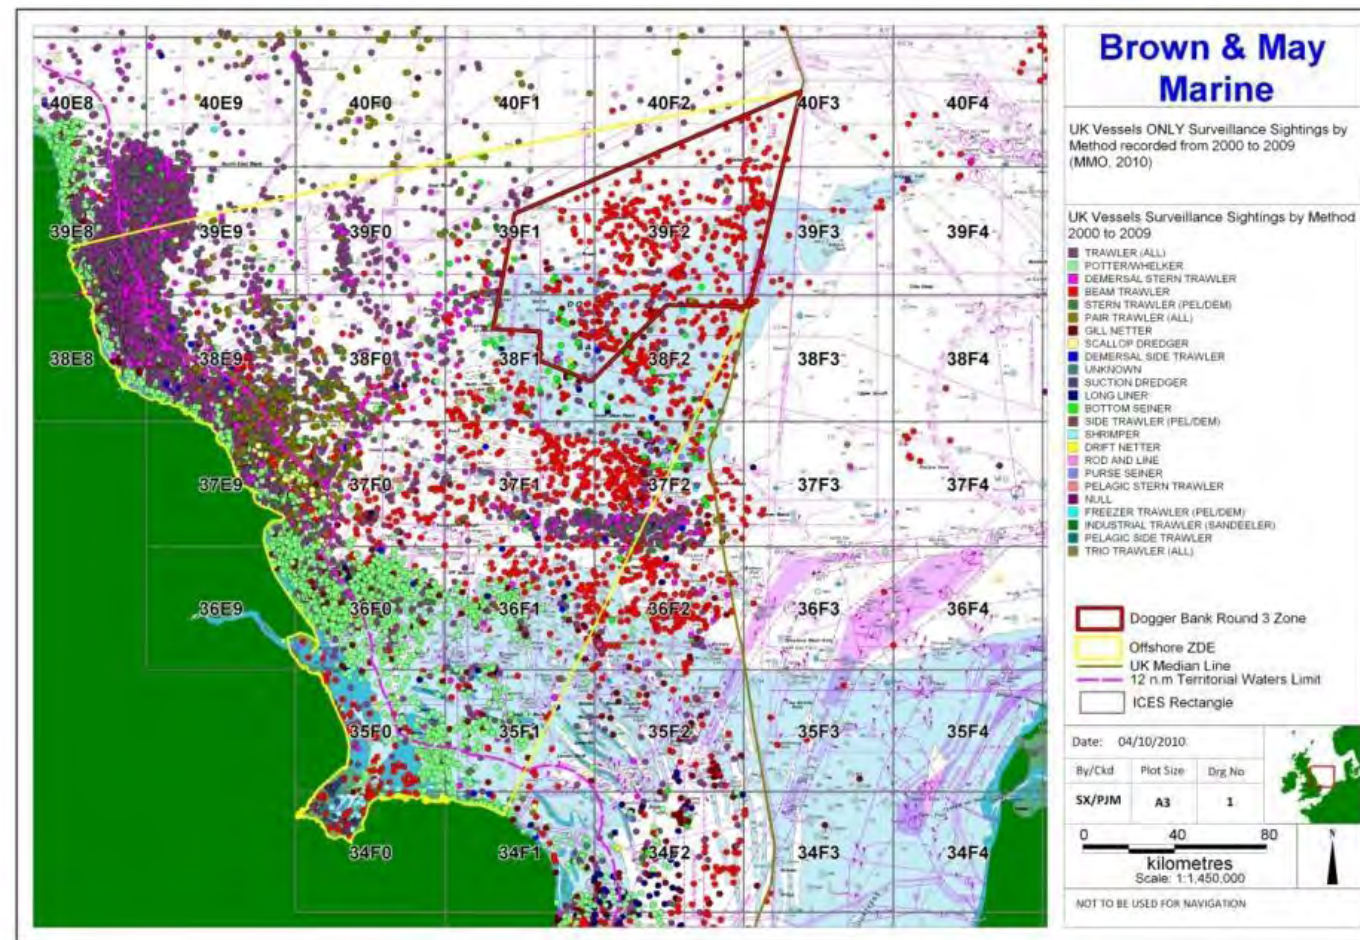 40E8
40E9
40F0
40F1
40F2
40F3
40F4
39E8
39E9
39F0
39F1
39F2
39F3
39F4
38E8
38E9
38F0
38F1
38F2
38F3
38F4
37E9
37F0
37F1
37F2
37F3
37F4
36E9
36F0
36F1
36F2
36F3
36F4
35F0
35F1
35F2
35F3
35F4
34F0
34F1
34F2
34F3
34F4
Brown & May
Marine
UK Vessels ONLY Surveillance Sightings by
Method recorded from 2000 to 2009
(MMO, 2010)
UK Vessels Surveillance Sightings by Method
2000 to 2009
TRAWLER (ALL)
POTTER/WHELKER
DEMERSAL STERN TRAWLER
BEAM TRAWLER
STERN TRAWLER (PEL/DEM)
PAIR TRAWLER (ALL)
GILL NETTER
SCALLOP DREDGER
DEMERSAL SIDE TRAWLER
UNKNOWN
SUCTION DREDGER
LONG LINER
BOTTOM SEINER
SIDE TRAWLER (PEL/DEM)
SHRIMPER
DRIFT NETTER
ROD AND LINE
PURSE SEINER
PELAGIC STERN TRAWLER
NULL
FREEZER TRAWLER (PEL/DEM)
INDUSTRIAL TRAWLER (SANDEELER)
PELAGIC SIDE TRAWLER
TRIO TRAWLER (ALL)
Dogger Bank Round 3 Zone
Offshore ZDE
UK Median Line
12 n.m Territorial Waters Limit
ICES Rectangle
Date: 04/10/2010
By/Ckd Plot Size Drg No
SX/PJM A3 1
0 40 80
kilometres
Scale: 1:1,450,000
N
NOT TO BE USED FOR NAVIGATION